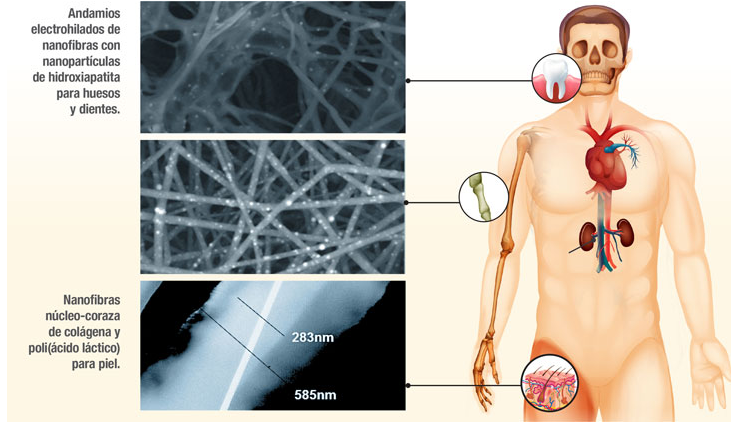 Andamios
electrohilados de
nanofibras con
nanopartículas
de hidroxiapatita
para huesos
y dientes.
Nanofibras
núcleo-coraza
de colágena y
poli(ácido láctico)
para piel.
283nm
585nm